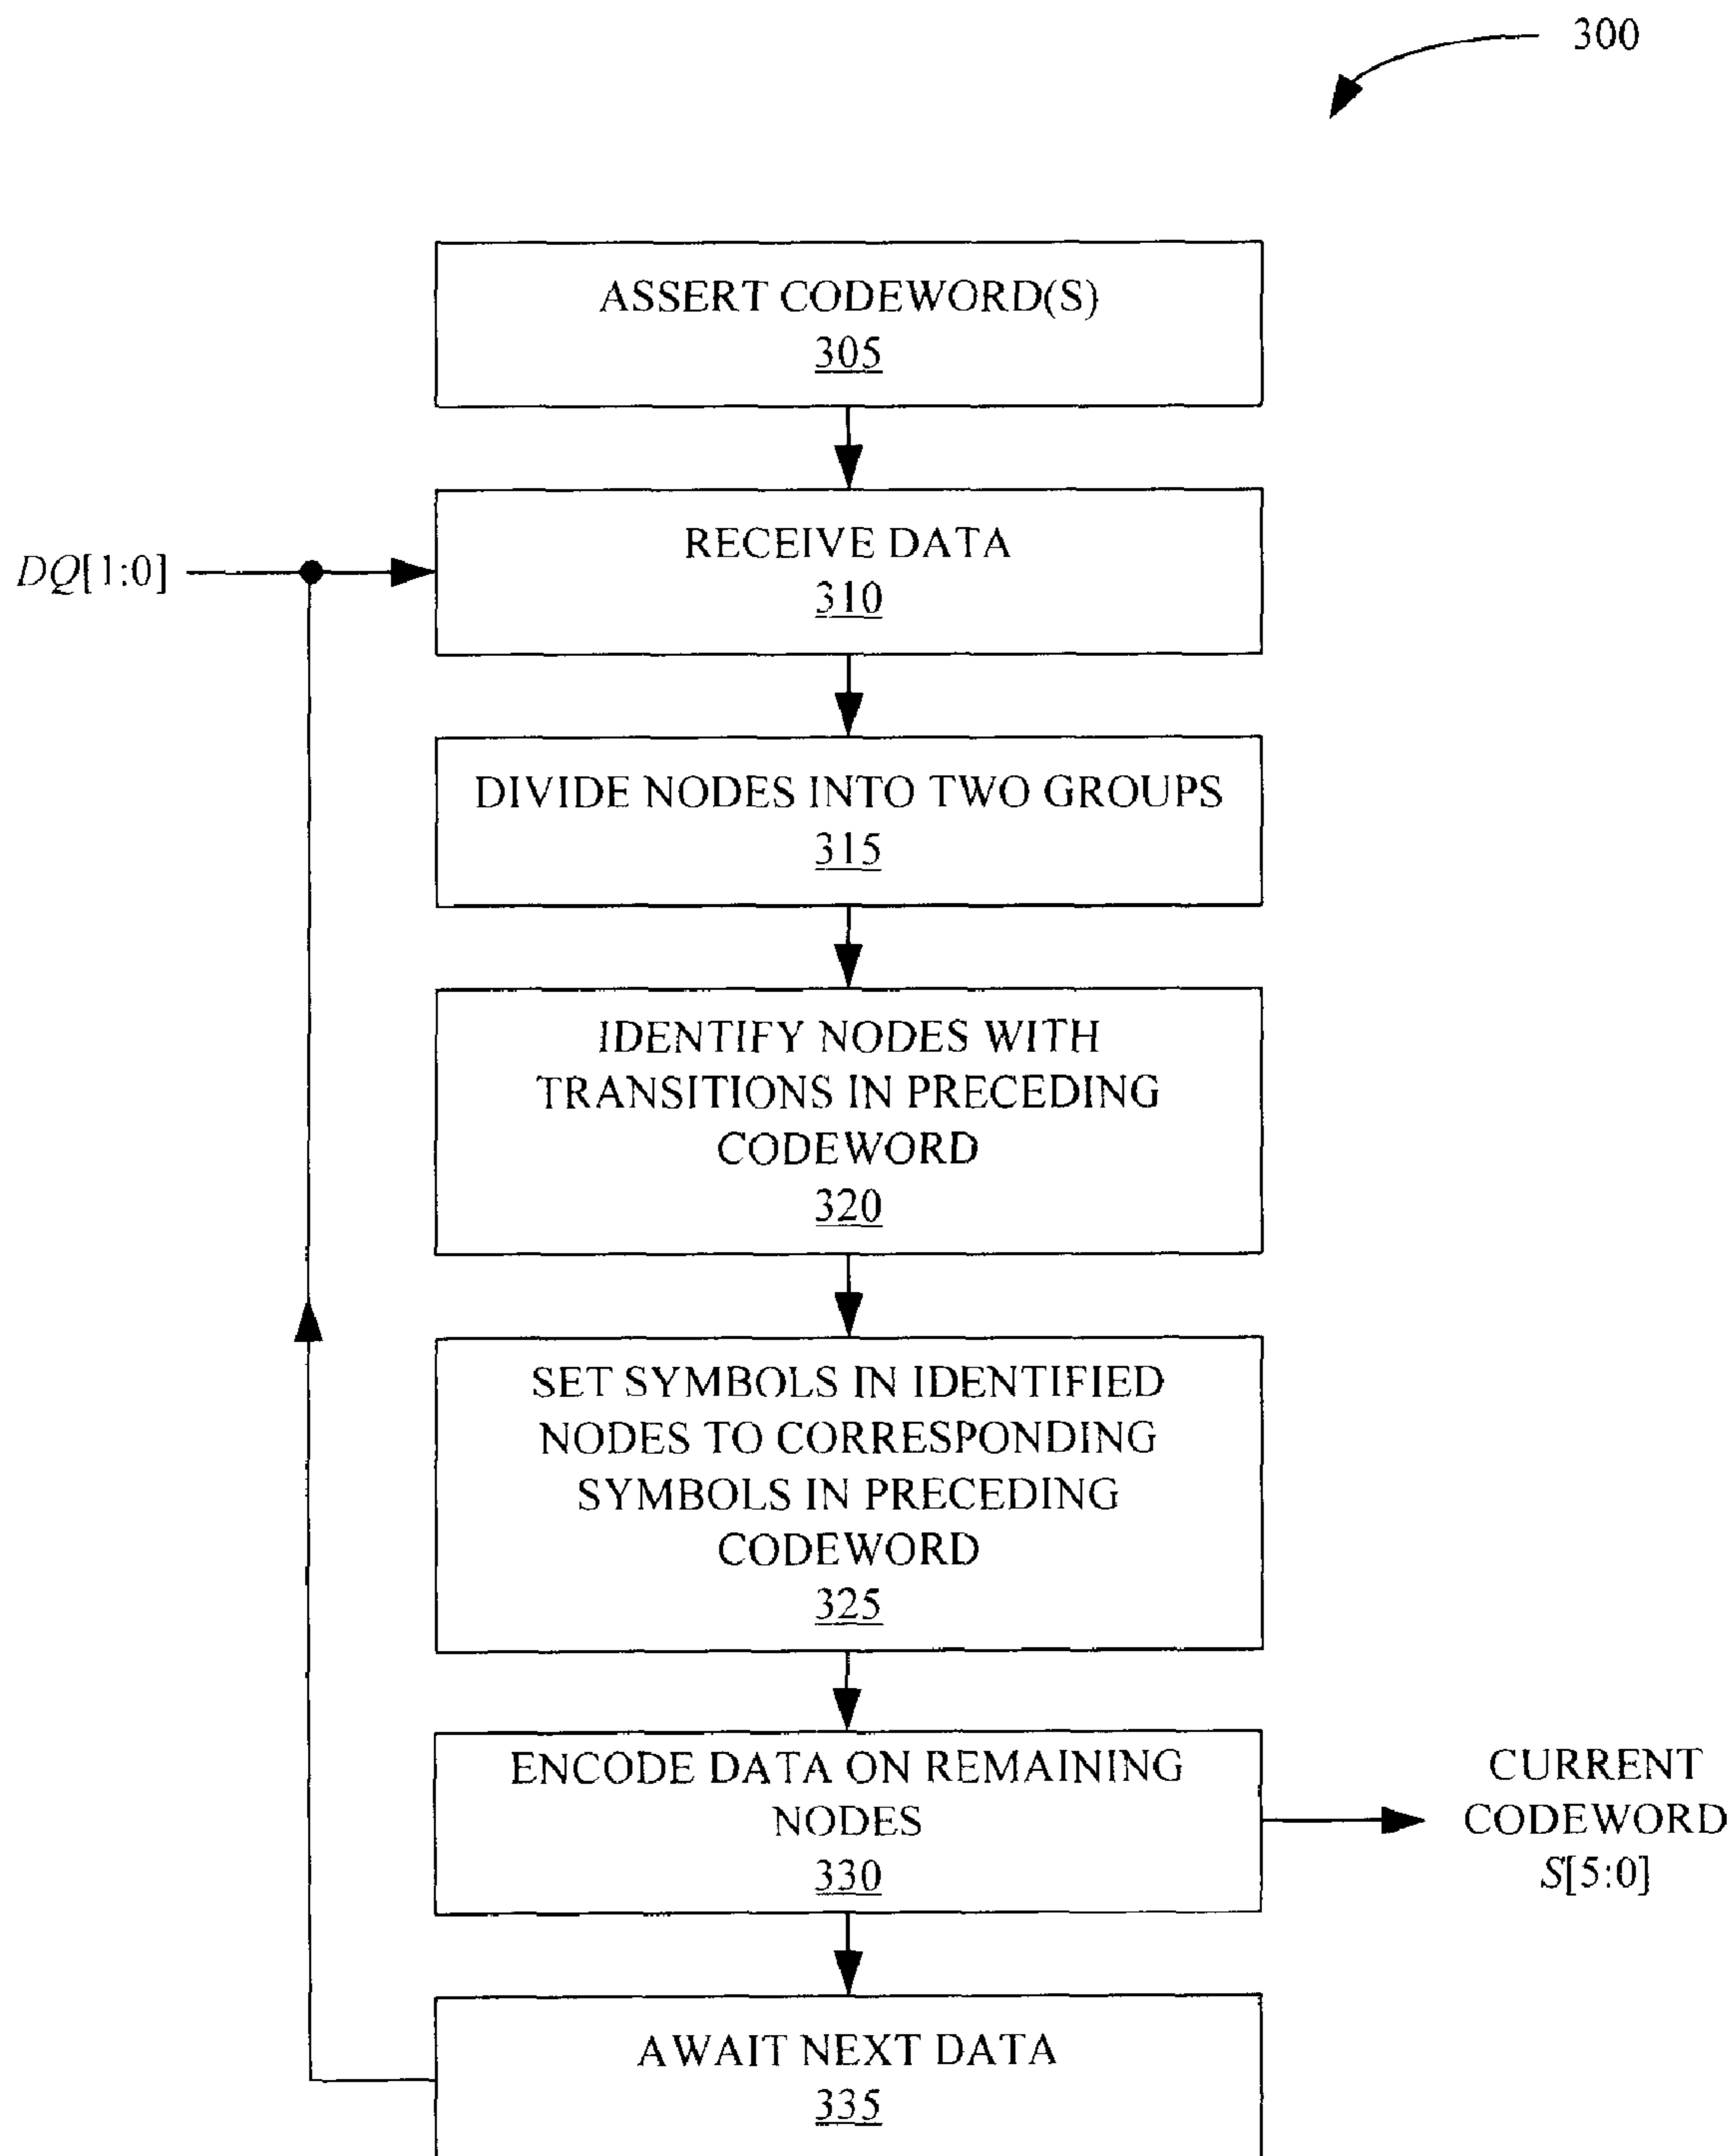 300
ASSERT CODEWORD(S)
305
DQ[1:0]
RECEIVE DATA
310
DIVIDE NODES INTO TWO GROUPS
315
IDENTIFY NODES WITH
TRANSITIONS IN PRECEDING
CODEWORD
320
SET SYMBOLS IN IDENTIFIED
NODES TO CORRESPONDING
SYMBOLS IN PRECEDING
CODEWORD
325
ENCODE DATA ON REMAINING
NODES
330
CURRENT
CODEWORD
S[5:0]
AWAIT NEXT DATA
335